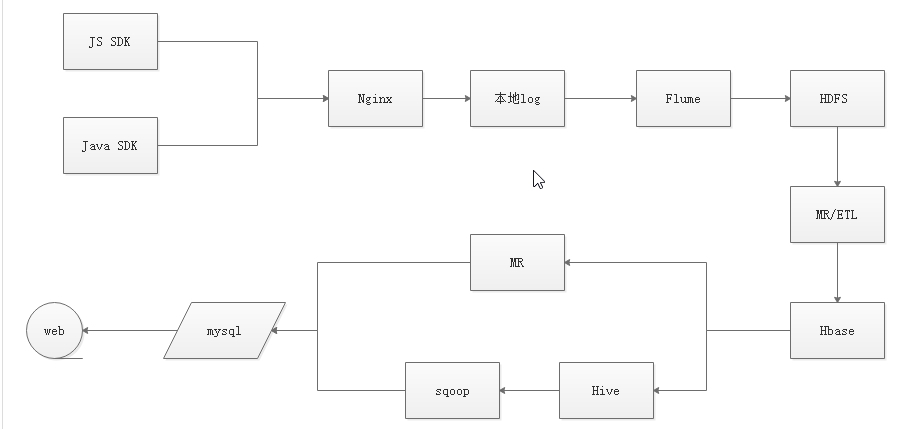 JS SDK
Java SDK
Nginx
本地log
Flume
HDFS
MR/ETL
MR
web
mysql
Hbase
sqoop
Hive